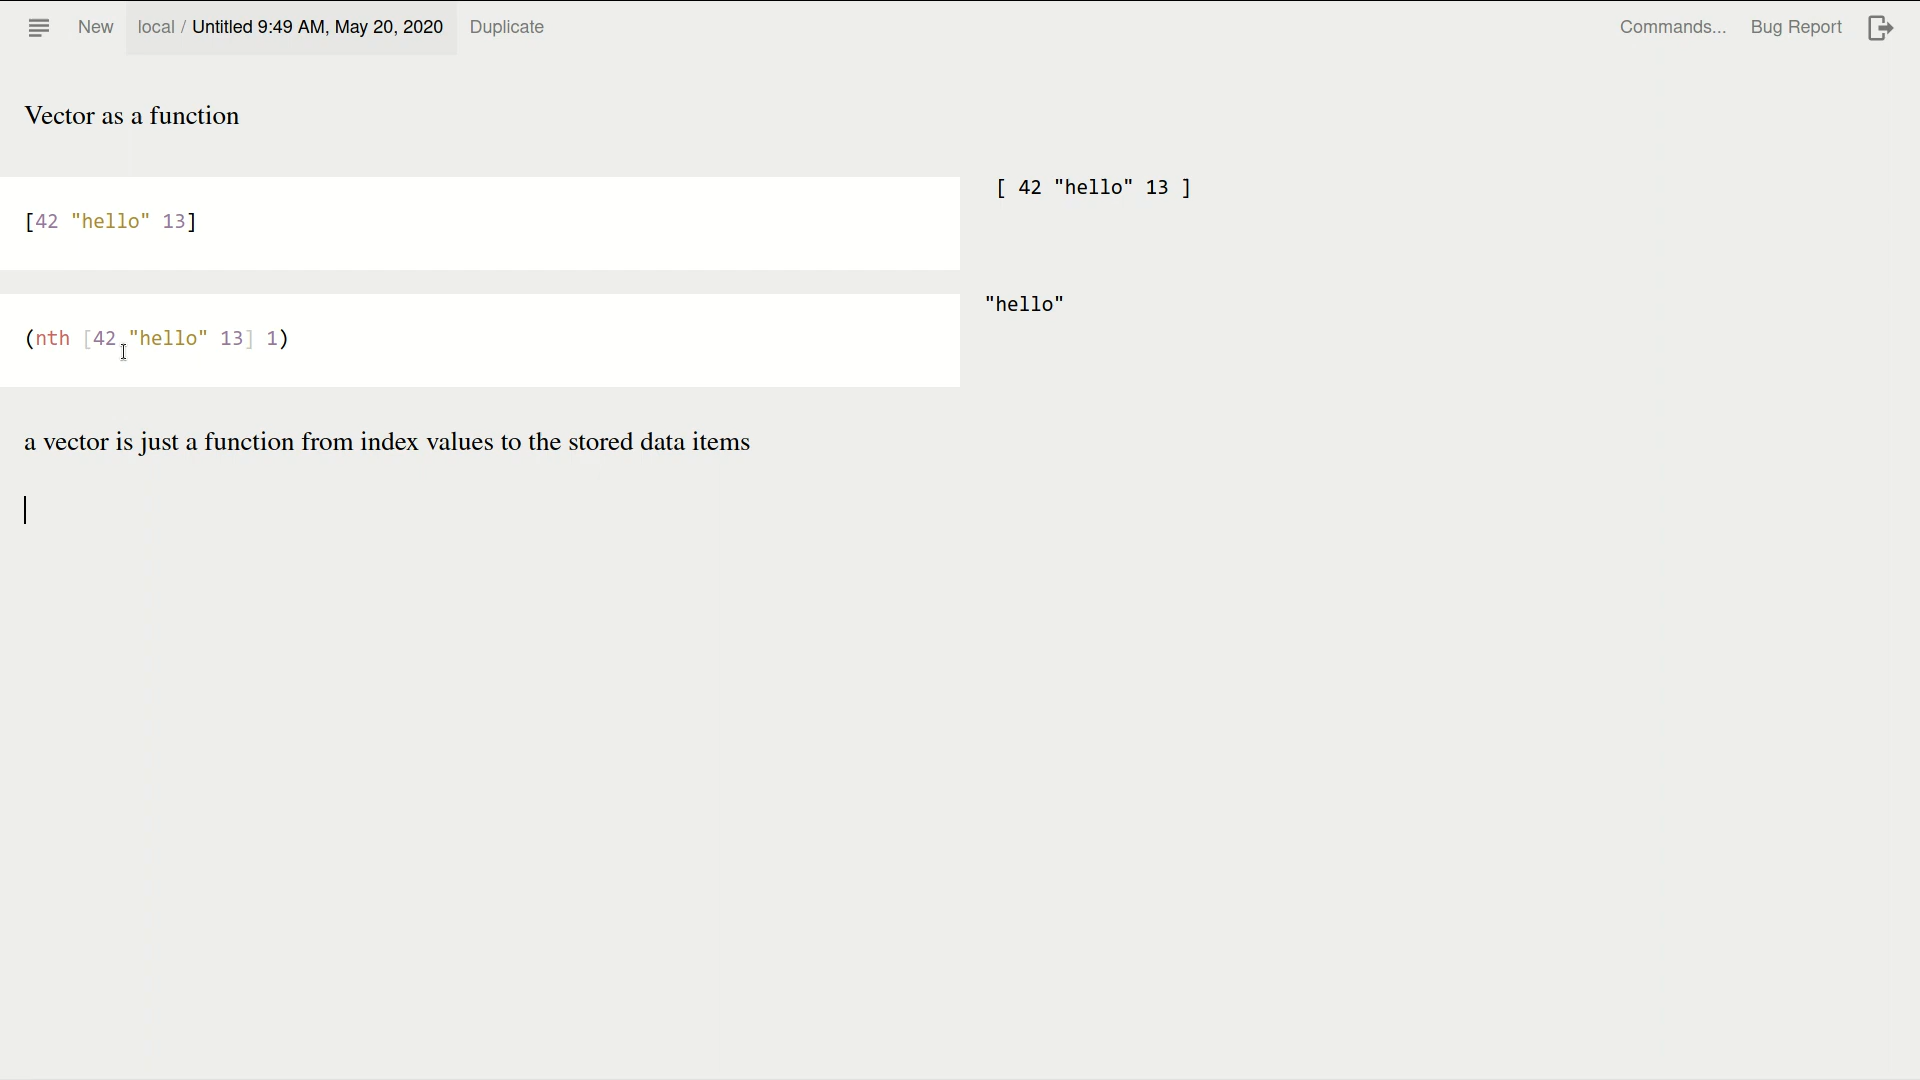 New local / Untitled 9:49 AM, May 20, 2020 Duplicate Commands... Bug Report
Vector as a function
[42 "hello" 13]
[ 42 "hello" 13 ]
(nth [42 "hello" 13] 1)
"hello"
a vector is just a function from index values to the stored data items